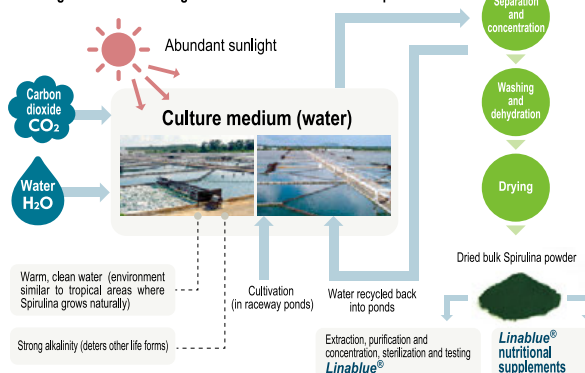 Separation
and
concentration
Abundant sunlight
Carbon
dioxide
CO₂
Culture medium (water)
Washing
and
dehydration
Water
H₂O
Drying
Dried bulk Spirulina powder
Warm, clean water (environment
similar to tropical areas where
Spirulina grows naturally)
Cultivation
(in raceway ponds)
Water recycled back
into ponds
Strong alkalinity (deters other life forms)
Extraction, purification and
concentration, sterilization and testing
Linablue®
Linablue®
nutritional
supplements